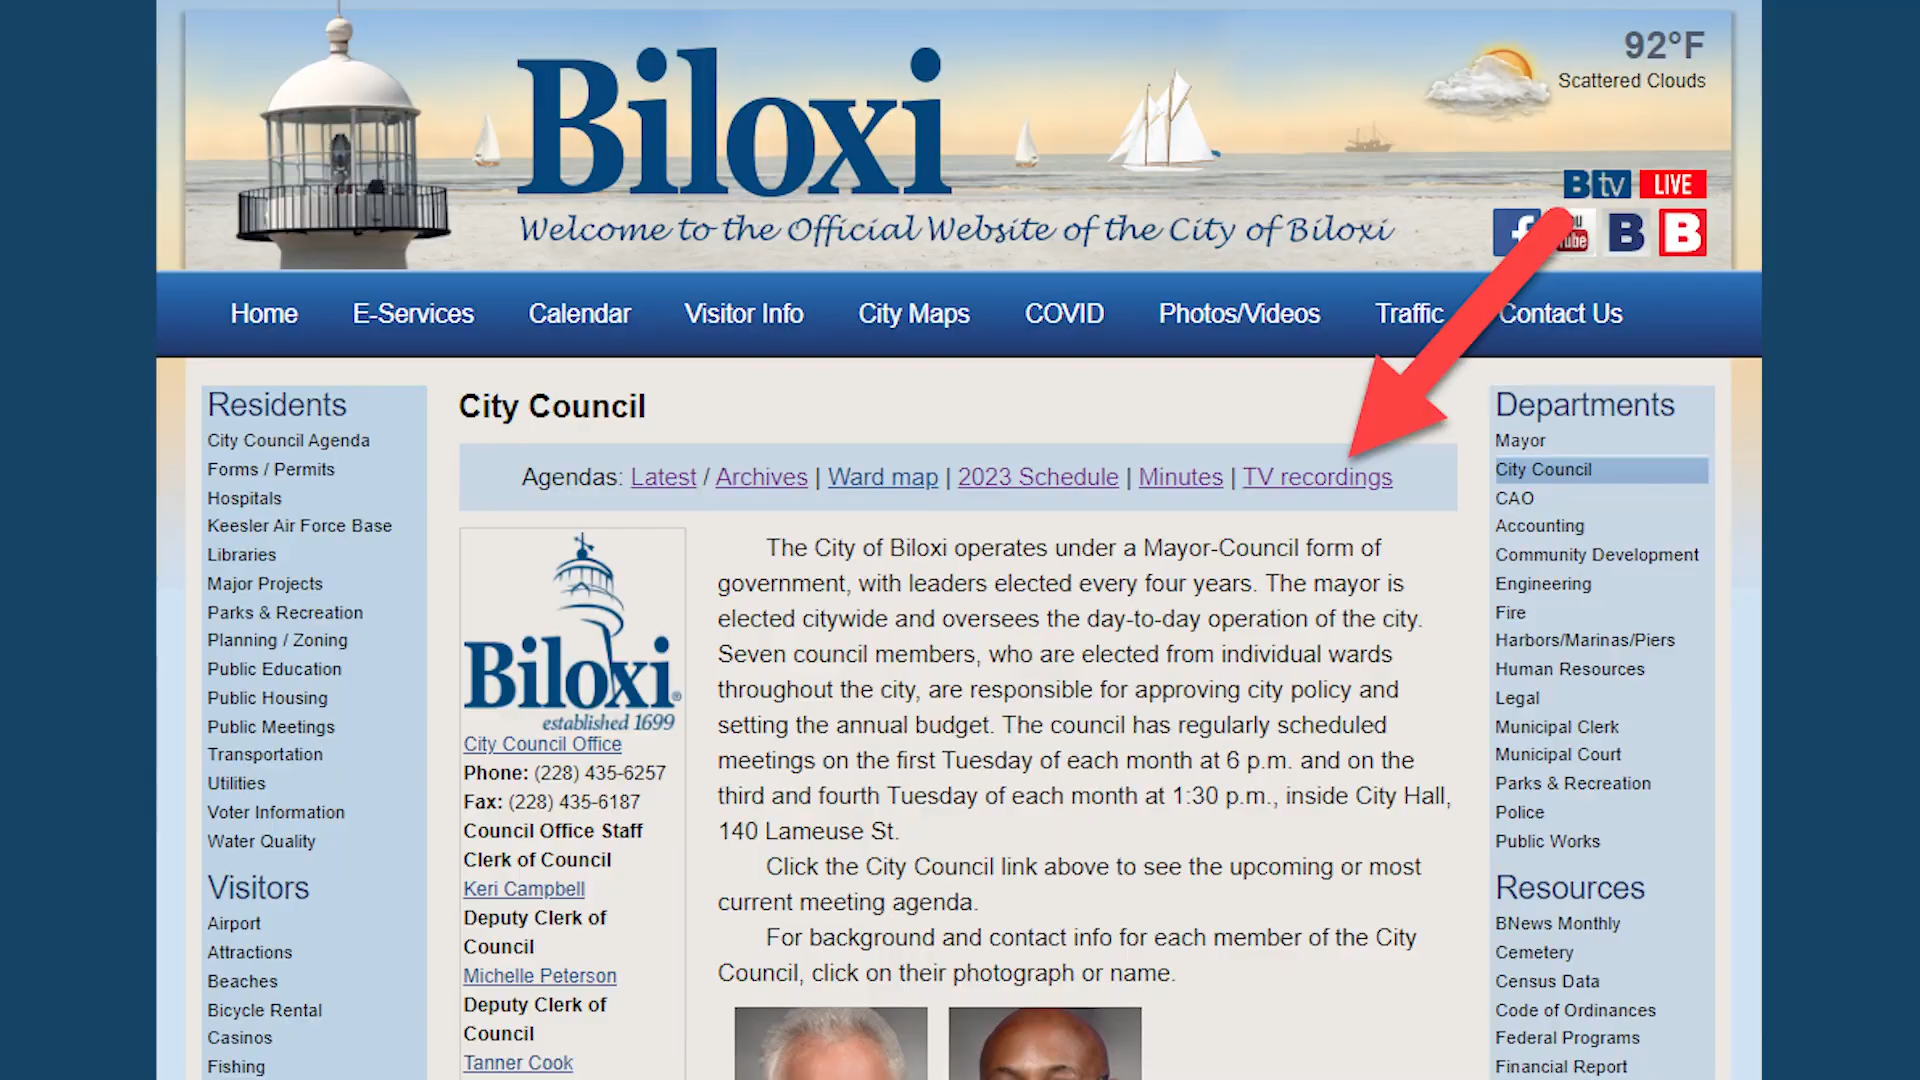 Biloxi
Welcome to the Official Website of the City of Biloxi
92°F
Scattered Clouds
Btv LIVE
f You Tube B B
Home E-Services Calendar Visitor Info City Maps COVID Photos/Videos Traffic Contact Us
Residents
City Council Agenda
Forms / Permits
Hospitals
Keesler Air Force Base
Libraries
Major Projects
Parks & Recreation
Planning / Zoning
Public Education
Public Housing
Public Meetings
Transportation
Utilities
Voter Information
Water Quality
Visitors
Airport
Attractions
Beaches
Bicycle Rental
Casinos
Fishing
City Council
Agendas: Latest / Archives | Ward map | 2023 Schedule | Minutes | TV recordings
Biloxi®
established 1699
City Council Office
Phone: (228) 435-6257
Fax: (228) 435-6187
Council Office Staff
Clerk of Council
Keri Campbell
Deputy Clerk of
Council
Michelle Peterson
Deputy Clerk of
Council
Tanner Cook
The City of Biloxi operates under a Mayor-Council form of
government, with leaders elected every four years. The mayor is
elected citywide and oversees the day-to-day operation of the city.
Seven council members, who are elected from individual wards
throughout the city, are responsible for approving city policy and
setting the annual budget. The council has regularly scheduled
meetings on the first Tuesday of each month at 6 p.m. and on the
third and fourth Tuesday of each month at 1:30 p.m., inside City Hall,
140 Lameuse St.
Click the City Council link above to see the upcoming or most
current meeting agenda.
For background and contact info for each member of the City
Council, click on their photograph or name.
Departments
Mayor
City Council
CAO
Accounting
Community Development
Engineering
Fire
Harbors/Marinas/Piers
Human Resources
Legal
Municipal Clerk
Municipal Court
Parks & Recreation
Police
Public Works
Resources
BNews Monthly
Cemetery
Census Data
Code of Ordinances
Federal Programs
Financial Report